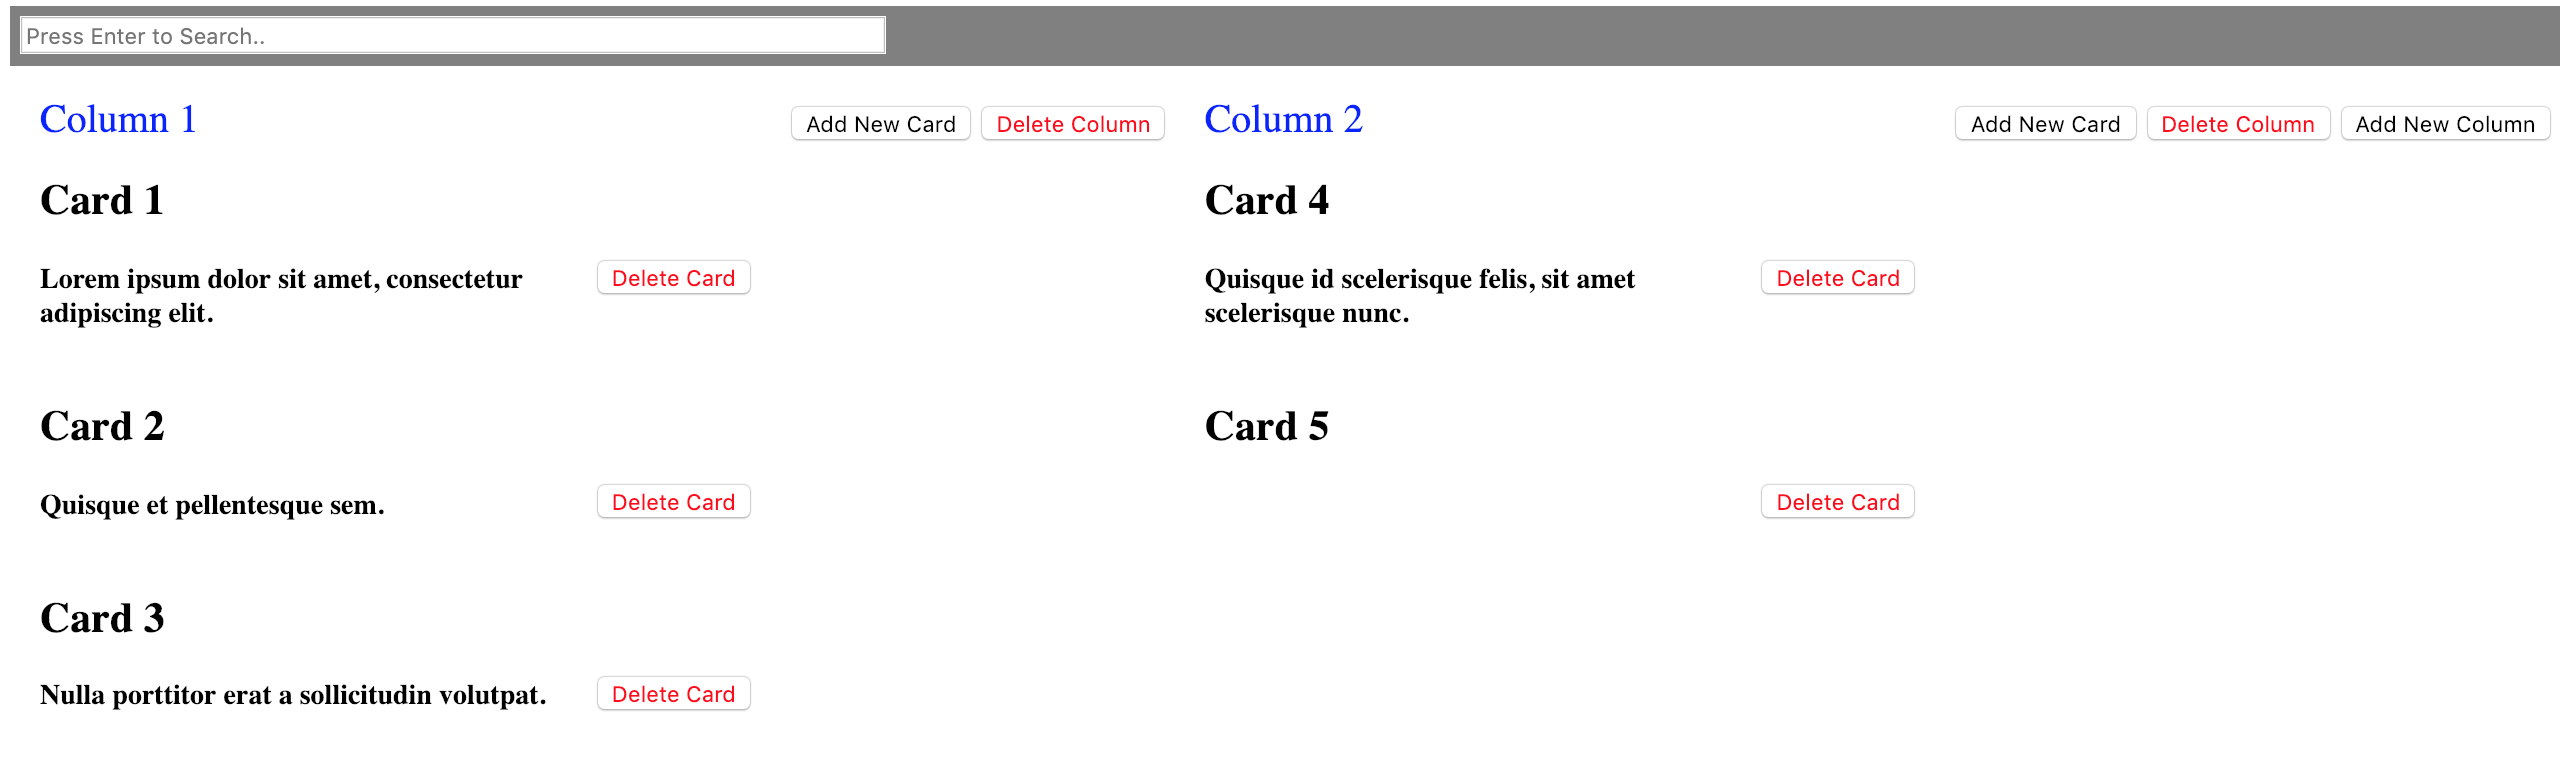 Press Enter to Search..
Column 1
Add New Card
Delete Column
Card 1
Lorem ipsum dolor sit amet, consectetur
adipiscing elit.
Delete Card
Card 2
Quisque et pellentesque sem.
Delete Card
Card 3
Nulla porttitor erat a sollicitudin volutpat.
Delete Card
Column 2
Add New Card
Delete Column
Add New Column
Card 4
Quisque id scelerisque felis, sit amet
scelerisque nunc.
Delete Card
Card 5
Delete Card